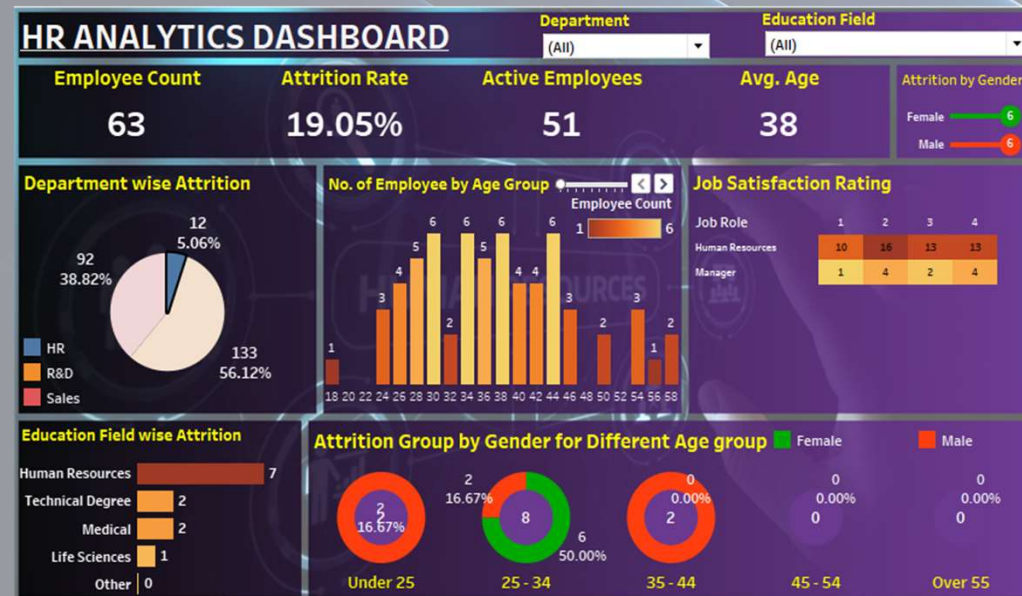 HR ANALYTICS DASHBOARD
Department
(All)
Education Field
(All)
Employee Count
63
Attrition Rate
19.05%
Active Employees
51
Avg. Age
38
Attrition by Gender
Female 6
Male 6
Department wise Attrition
12
5.06%
92
38.82%
133
56.12%
HR
R&D
Sales
No. of Employee by Age Group
Employee Count
1 6
1 3 4 5 6 2 6 5 6 4 4 6 3 2 3 1 2
18 20 22 24 26 28 30 32 34 36 38 40 42 44 46 48 50 52 54 56 58
Job Satisfaction Rating
Job Role 1 2 3 4
Human Resources 10 16 13 13
Manager 1 4 2 4
Education Field wise Attrition
Human Resources 7
Technical Degree 2
Medical 2
Life Sciences 1
Other 0
Attrition Group by Gender for Different Age group
Female
Male
2
2
16.67%
Under 25
2
16.67%
8
6
50.00%
25 - 34
0
0.00%
2
35 - 44
0
0.00%
0
45 - 54
0
0.00%
0
Over 55